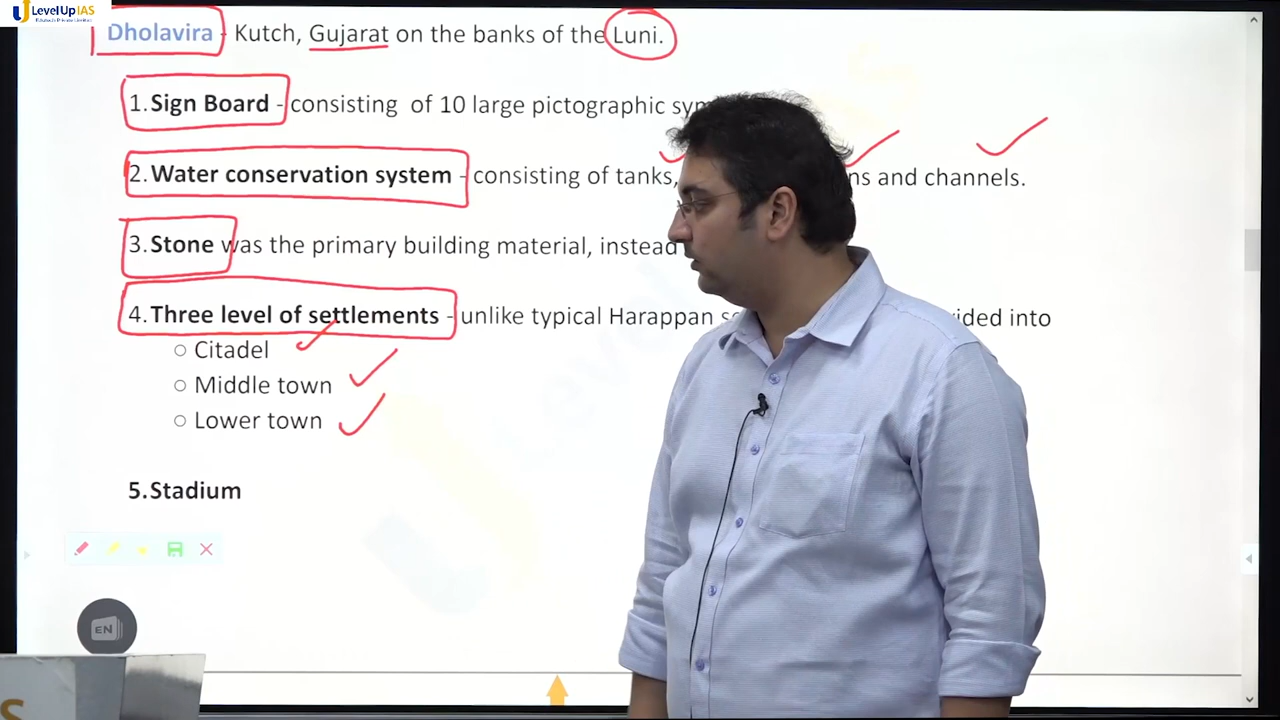 LevelUp IAS
Dholavira - Kutch, Gujarat on the banks of the Luni.
1.Sign Board - consisting of 10 large pictographic sym
2.Water conservation system - consisting of tanks, ns and channels.
3.Stone was the primary building material, instead
4.Three level of settlements - unlike typical Harappan se vided into
○ Citadel
○ Middle town
○ Lower town
5.Stadium
EN